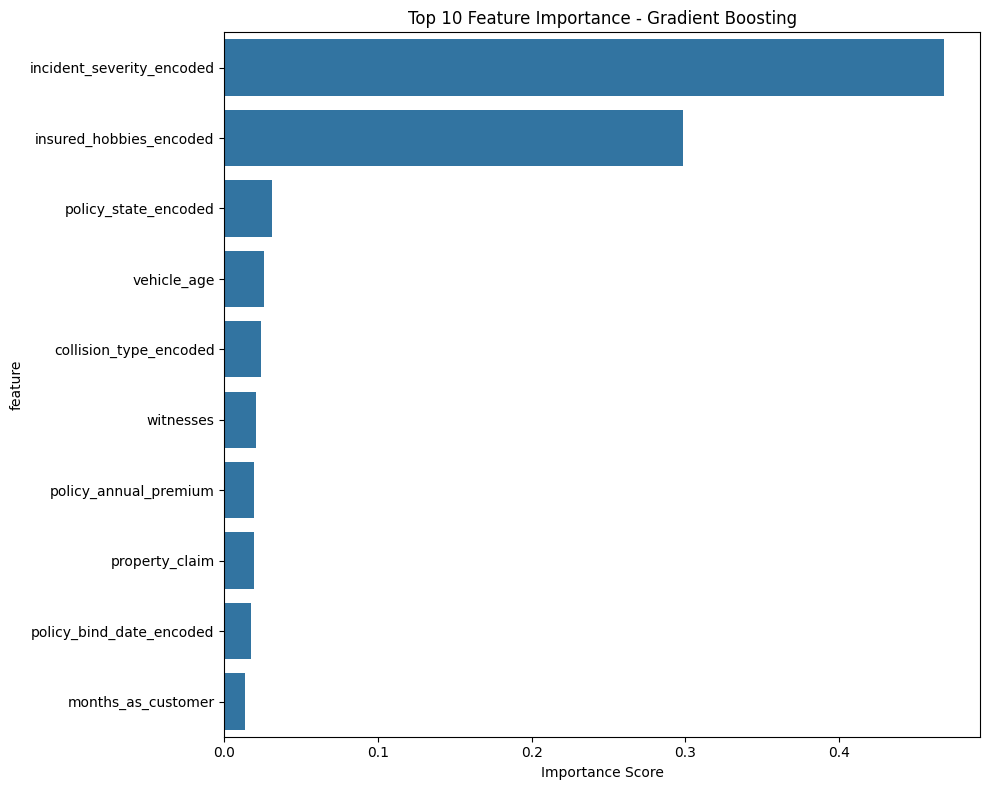 Top 10 Feature Importance - Gradient Boosting
incident_severity_encoded
insured_hobbies_encoded
policy_state_encoded
vehicle_age
collision_type_encoded
witnesses
policy_annual_premium
property_claim
policy_bind_date_encoded
months_as_customer
feature
0.0 0.1 0.2 0.3 0.4
Importance Score